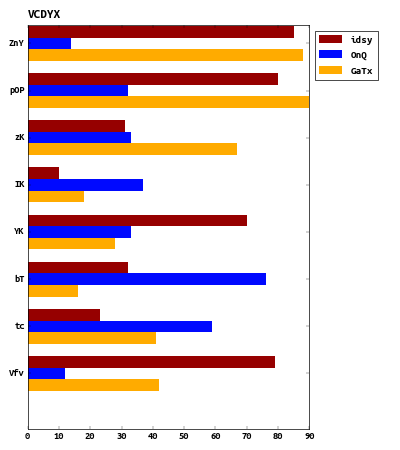 VCDYX
ZnY
pOP
zK
IK
YK
bT
tc
Vfv
0 10 20 30 40 50 60 70 80 90
idsy
OnQ
GaTx